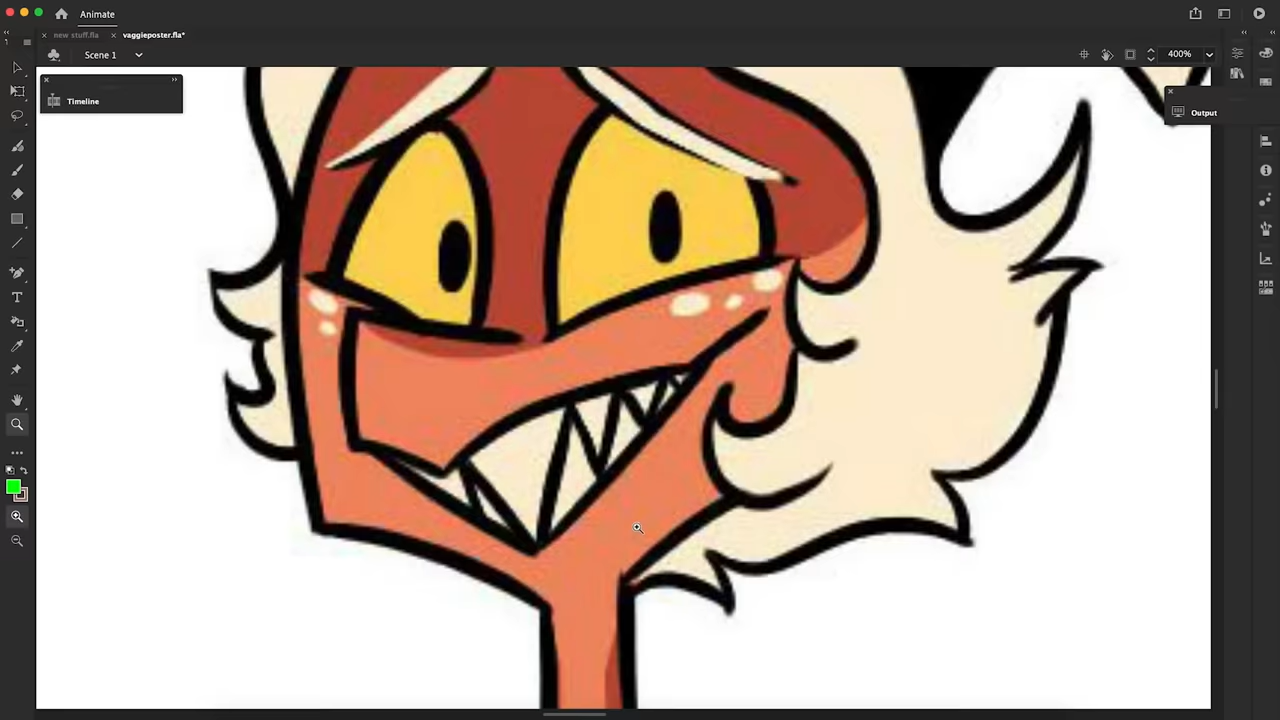 Animate
new stuff.fla
vaggieposter.fla*
Scene 1
400%
Timeline
Output